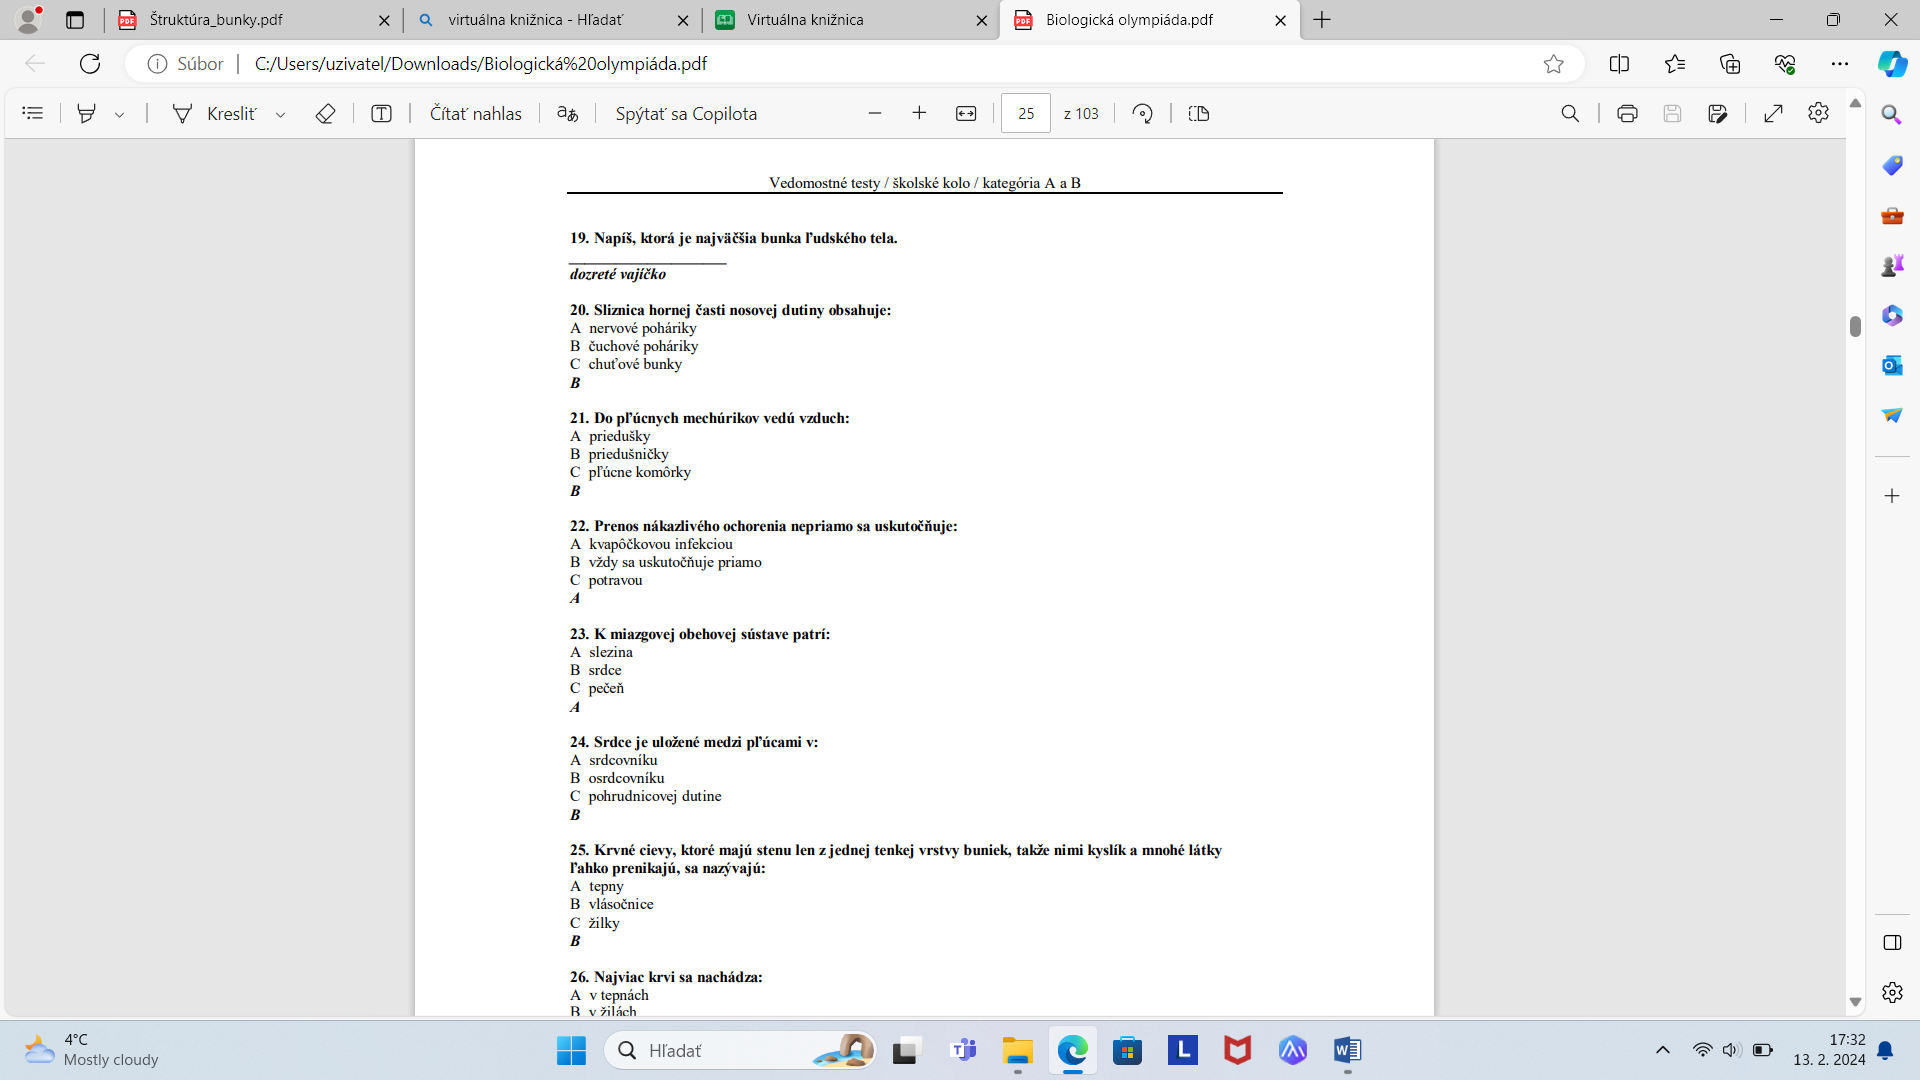 Štruktúra_bunky.pdf
virtuálna knižnica - Hľadať
Virtuálna knižnica
Biologická olympiáda.pdf
Súbor
C:/Users/uzivatel/Downloads/Biologická%20olympiáda.pdf
Kresliť
Čítať nahlas
aあ
Spýtať sa Copilota
25
z 103
Vedomostné testy / školské kolo / kategória A a B
19. Napíš, ktorá je najväčšia bunka ľudského tela.
____________________
dozreté vajíčko
20. Sliznica hornej časti nosovej dutiny obsahuje:
A nervové poháriky
B čuchové poháriky
C chuťové bunky
B
21. Do pľúcnych mechúrikov vedú vzduch:
A priedušky
B priedušničky
C pľúcne komôrky
B
22. Prenos nákazlivého ochorenia nepriamo sa uskutočňuje:
A kvapôčkovou infekciou
B vždy sa uskutočňuje priamo
C potravou
A
23. K miazgovej obehovej sústave patrí:
A slezina
B srdce
C pečeň
A
24. Srdce je uložené medzi pľúcami v:
A srdcovníku
B osrdcovníku
C pohrudnicovej dutine
B
25. Krvné cievy, ktoré majú stenu len z jednej tenkej vrstvy buniek, takže nimi kyslík a mnohé látky
ľahko prenikajú, sa nazývajú:
A tepny
B vlásočnice
C žilky
B
26. Najviac krvi sa nachádza:
A v tepnách
B v žilách
4°C
Mostly cloudy
Hľadať
17:32
13. 2. 2024